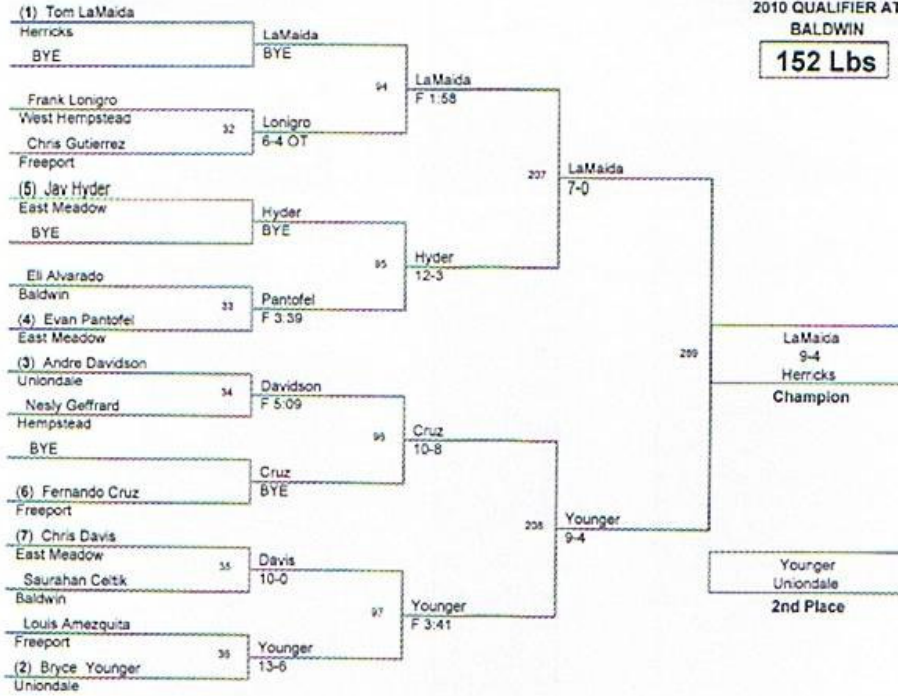 2010 QUALIFIER AT
BALDWIN
152 Lbs
(1) Tom LaMaida
Herricks
BYE
Frank Lonigro
West Hempstead
Chris Gutierrez
Freeport
(5) Jay Hyder
East Meadow
BYE
Eli Alvarado
Baldwin
(4) Evan Pantofel
East Meadow
(3) Andre Davidson
Uniondale
Nesly Geffrard
Hempstead
BYE
(6) Fernando Cruz
Freeport
(7) Chris Davis
East Meadow
Saurahan Celtik
Baldwin
Louis Amezquita
Freeport
(2) Bryce Younger
Uniondale
LaMaida
BYE
32
Lonigro
6-4 OT
Hyder
BYE
33
Pantofel
F 3:39
34
Davidson
F 5:09
Cruz
BYE
35
Davis
10-0
36
Younger
13-6
94
LaMaida
F 1:58
95
Hyder
12-3
96
Cruz
10-8
97
Younger
F 3:41
207
LaMaida
7-0
208
Younger
9-4
289
LaMaida
9-4
Herricks
Champion
Younger
Uniondale
2nd Place